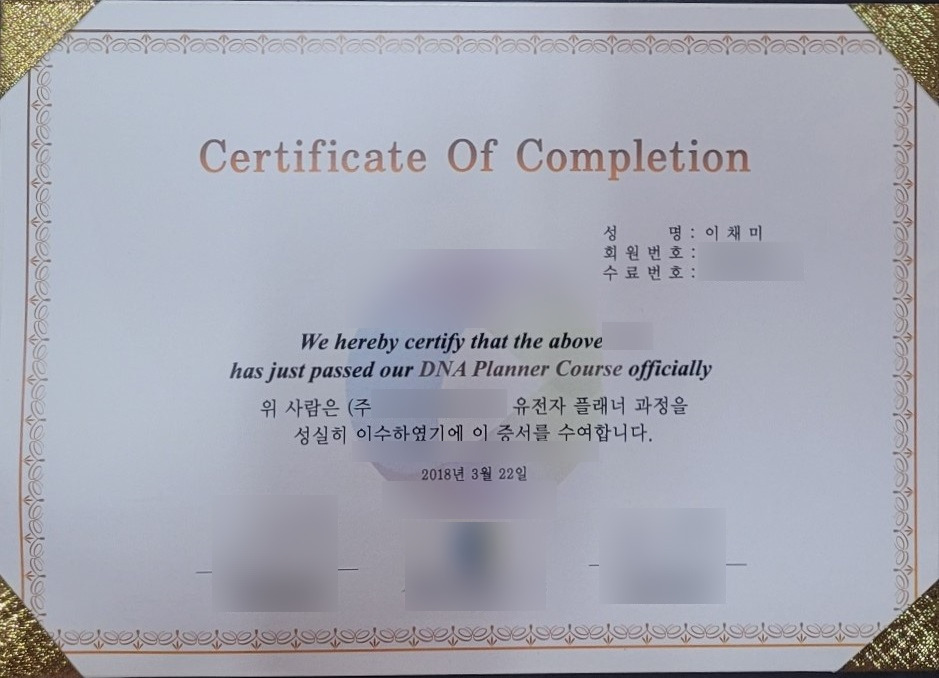 Certificate Of Completion
성 명 : 이 채 미
회 원 번 호 :
수 료 번 호 :
We hereby certify that the above
has just passed our DNA Planner Course officially
위 사람은 (주 유전자 플래너 과정을
성실히 이수하였기에 이 증서를 수여합니다.
2018년 3월 22일